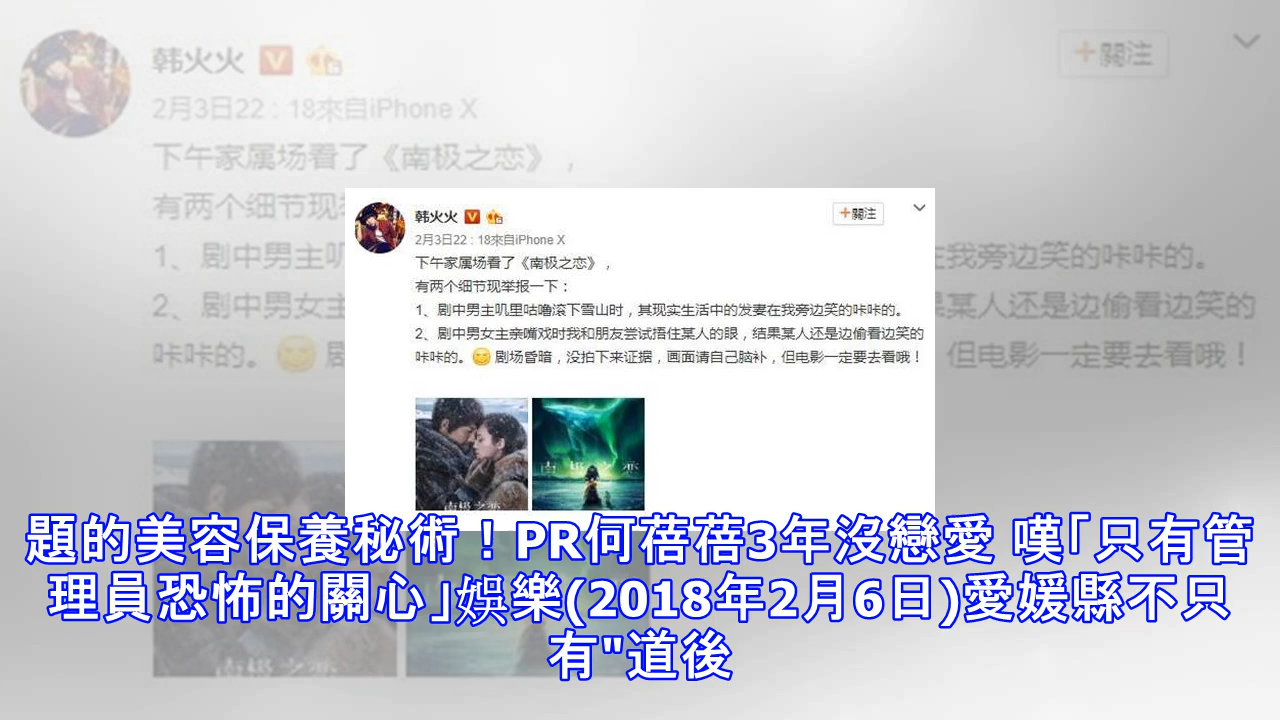 韩火火
+關注
2月3日22：18來自iPhone X
下午家属场看了《南极之恋》，
有两个细节现举报一下：
1、剧中男主叽里咕噜滚下雪山时，其现实生活中的发妻在我旁边笑的咔咔的。
2、剧中男女主亲嘴戏时我和朋友尝试捂住某人的眼，结果某人还是边偷看边笑的
咔咔的。剧场昏暗，没拍下来证据，画面请自己脑补，但电影一定要去看哦！
南极之恋
南极之恋
題的美容保養秘術！PR何蓓蓓3年沒戀愛 嘆「只有管
理員恐怖的關心」娛樂(2018年2月6日)愛媛縣不只
有"道後